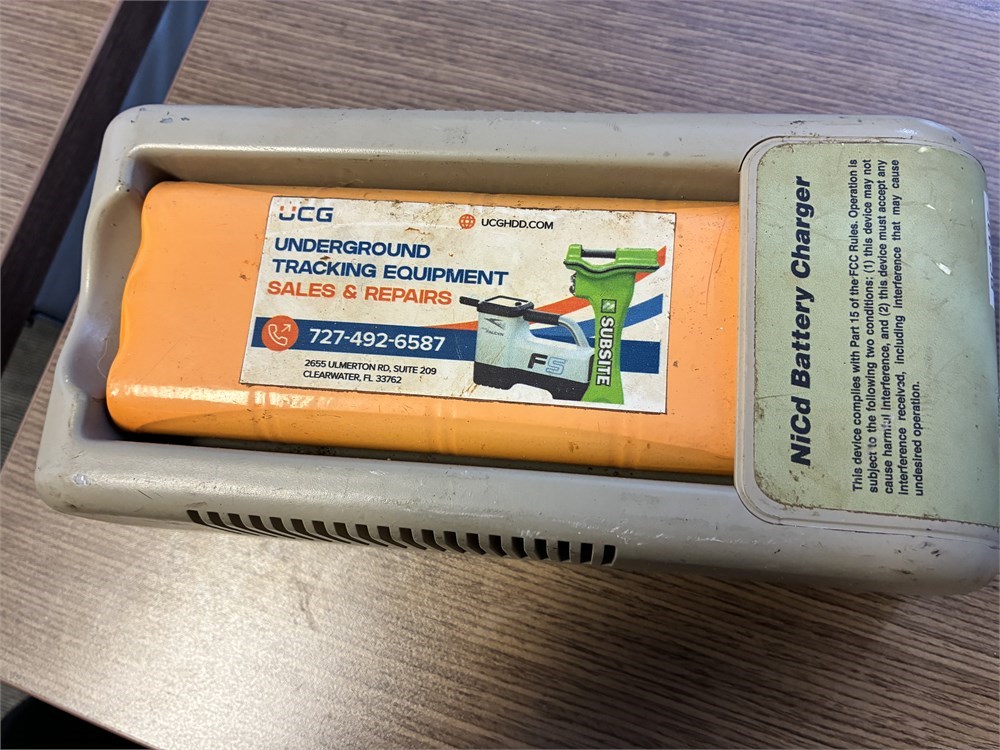 UCG
UCGHDD.COM
UNDERGROUND
TRACKING EQUIPMENT
SALES & REPAIRS
727-492-6587
2655 ULMERTON RD, SUITE 209
CLEARWATER, FL 33762
F5
SUBSITE
NiCd Battery Charger
This device complies with Part 15 of the FCC Rules. Operation is
subject to the following two conditions: (1) this device may not
cause harmful interference, and (2) this device must accept any
interference received, including interference that may cause
undesired operation.